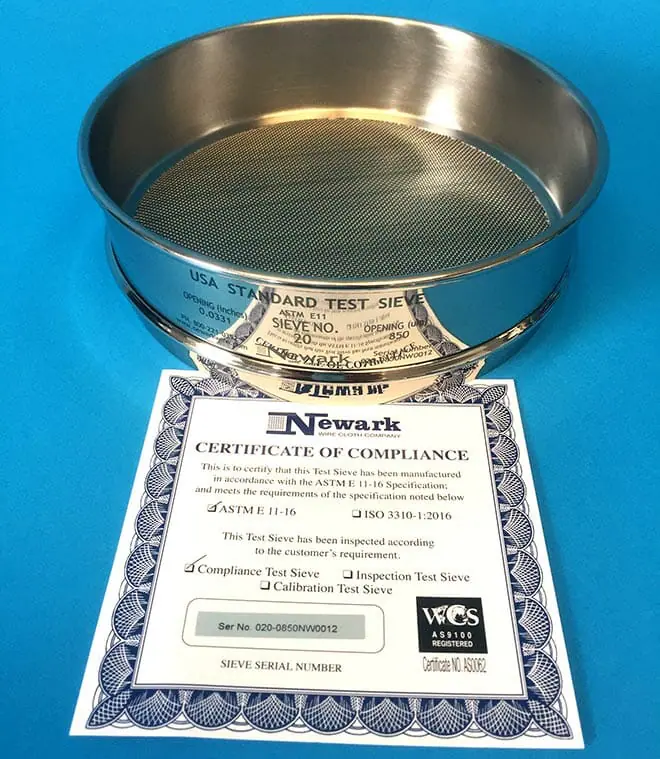 USA STANDARD TEST SIEVE
ASTM E11
OPENING (inches)
0.0331
SIEVE NO.
20
OPENING (um)
850
Newark
Serial Number
Newark
WIRE CLOTH COMPANY
CERTIFICATE OF COMPLIANCE
This is to certify that this Test Sieve has been manufactured
in accordance with the ASTM E 11-16 Specification;
and meets the requirements of the specification noted below
ASTM E 11-16
ISO 3310-1:2016
This Test Sieve has been inspected according
to the customer's requirement.
Compliance Test Sieve
Inspection Test Sieve
Calibration Test Sieve
Ser No. 020-0850NW0012
SIEVE SERIAL NUMBER
WCS
AS9100
REGISTERED
Certificate NO. AS0062